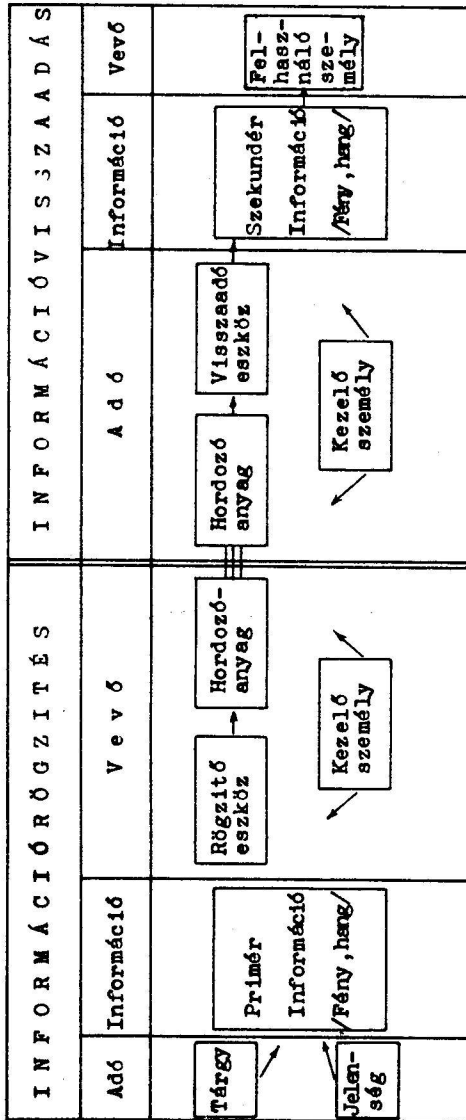 INFORMÁCIÓRÖGZITÉS
INFORMÁCIÓVISSZAADÁS
Adó
Információ
Vevő
Adó
Információ
Vevő
Tárgy
Jelen-
ség
Primér
Információ
/Fény,hang/
Rögzitő
eszköz
Hordozó-
anyag
Kezelő
személy
Hordozó
anyag
Visszaadó
eszköz
Kezelő
személy
Szekundér
Információ
/Fény,hang/
Fel-
hasz-
náló
sze-
mély